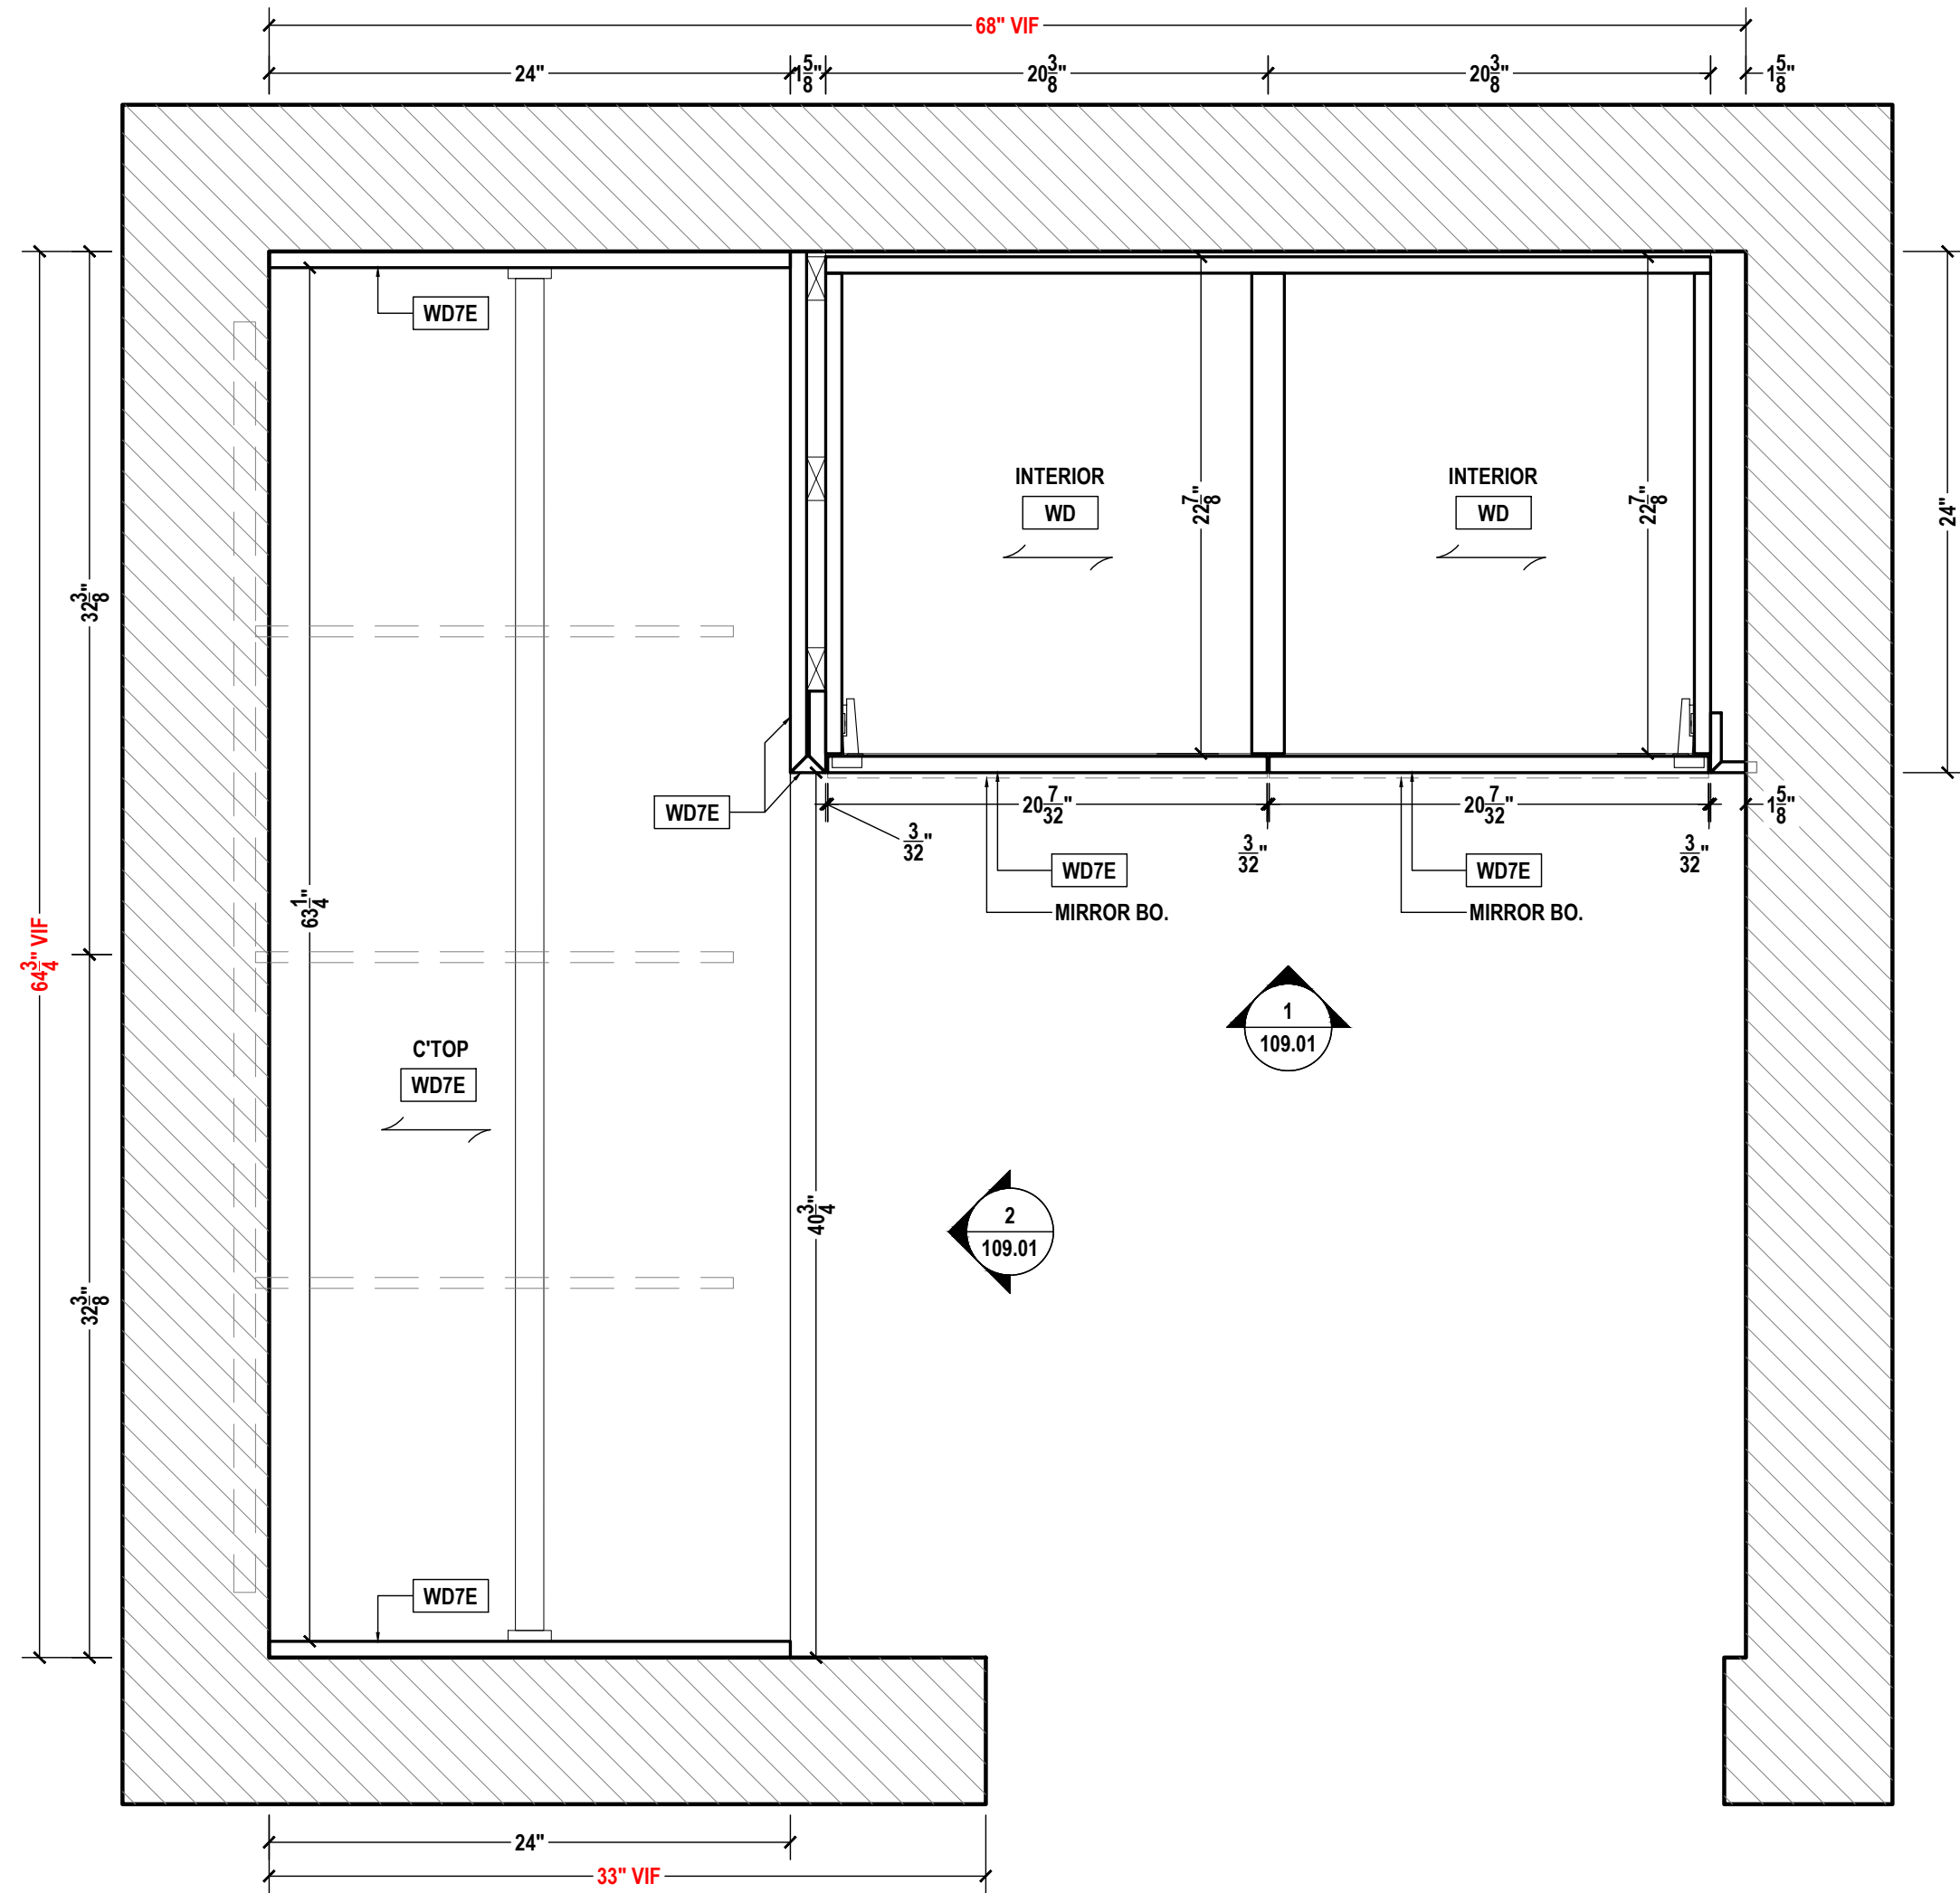 68" VIF
24"
1 5/8"
20 3/8"
20 3/8"
1 5/8"
WD7E
INTERIOR
WD
22 7/8"
INTERIOR
WD
22 7/8"
24"
32 3/8"
WD7E
20 7/32"
20 7/32"
1 5/8"
3/32"
3/32"
3/32"
WD7E
WD7E
MIRROR BO.
MIRROR BO.
63 1/4"
64 3/4" VIF
1
109.01
C'TOP
WD7E
40 3/4"
2
109.01
32 3/8"
WD7E
24"
33" VIF